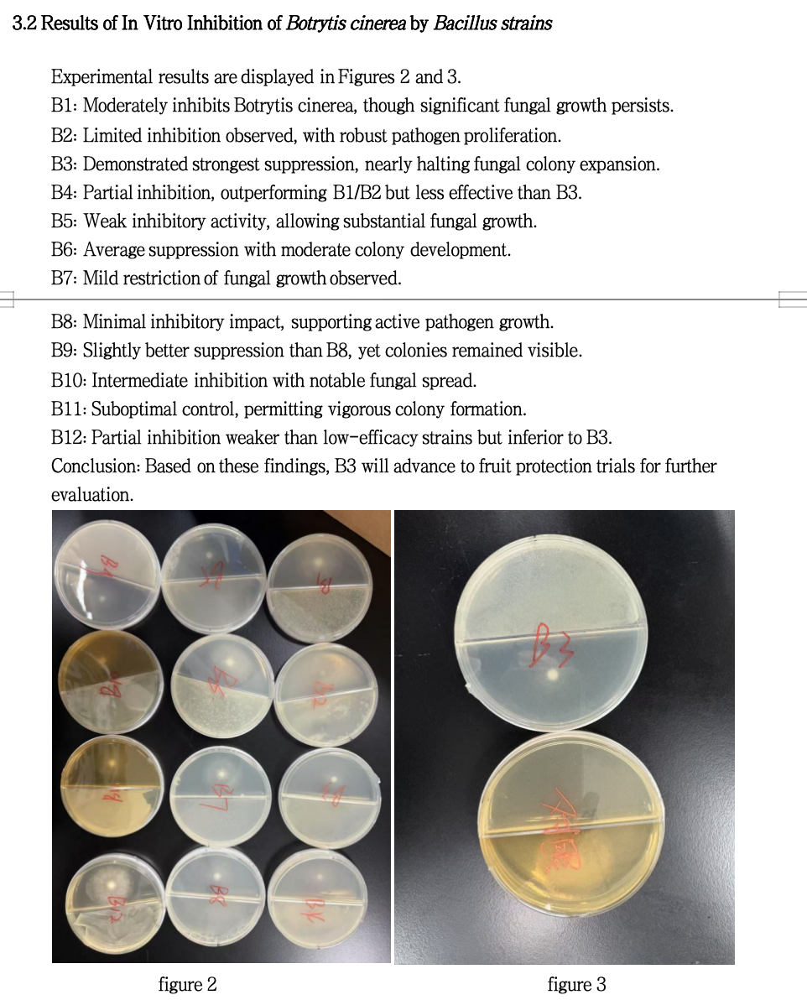 3.2 Results of In Vitro Inhibition of Botrytis cinerea by Bacillus strains
Experimental results are displayed in Figures 2 and 3.
B1: Moderately inhibits Botrytis cinerea, though significant fungal growth persists.
B2: Limited inhibition observed, with robust pathogen proliferation.
B3: Demonstrated strongest suppression, nearly halting fungal colony expansion.
B4: Partial inhibition, outperforming B1/B2 but less effective than B3.
B5: Weak inhibitory activity, allowing substantial fungal growth.
B6: Average suppression with moderate colony development.
B7: Mild restriction of fungal growth observed.
B8: Minimal inhibitory impact, supporting active pathogen growth.
B9: Slightly better suppression than B8, yet colonies remained visible.
B10: Intermediate inhibition with notable fungal spread.
B11: Suboptimal control, permitting vigorous colony formation.
B12: Partial inhibition weaker than low-efficacy strains but inferior to B3.
Conclusion: Based on these findings, B3 will advance to fruit protection trials for further
evaluation.
B7
B8
B12
B3
figure 2
figure 3